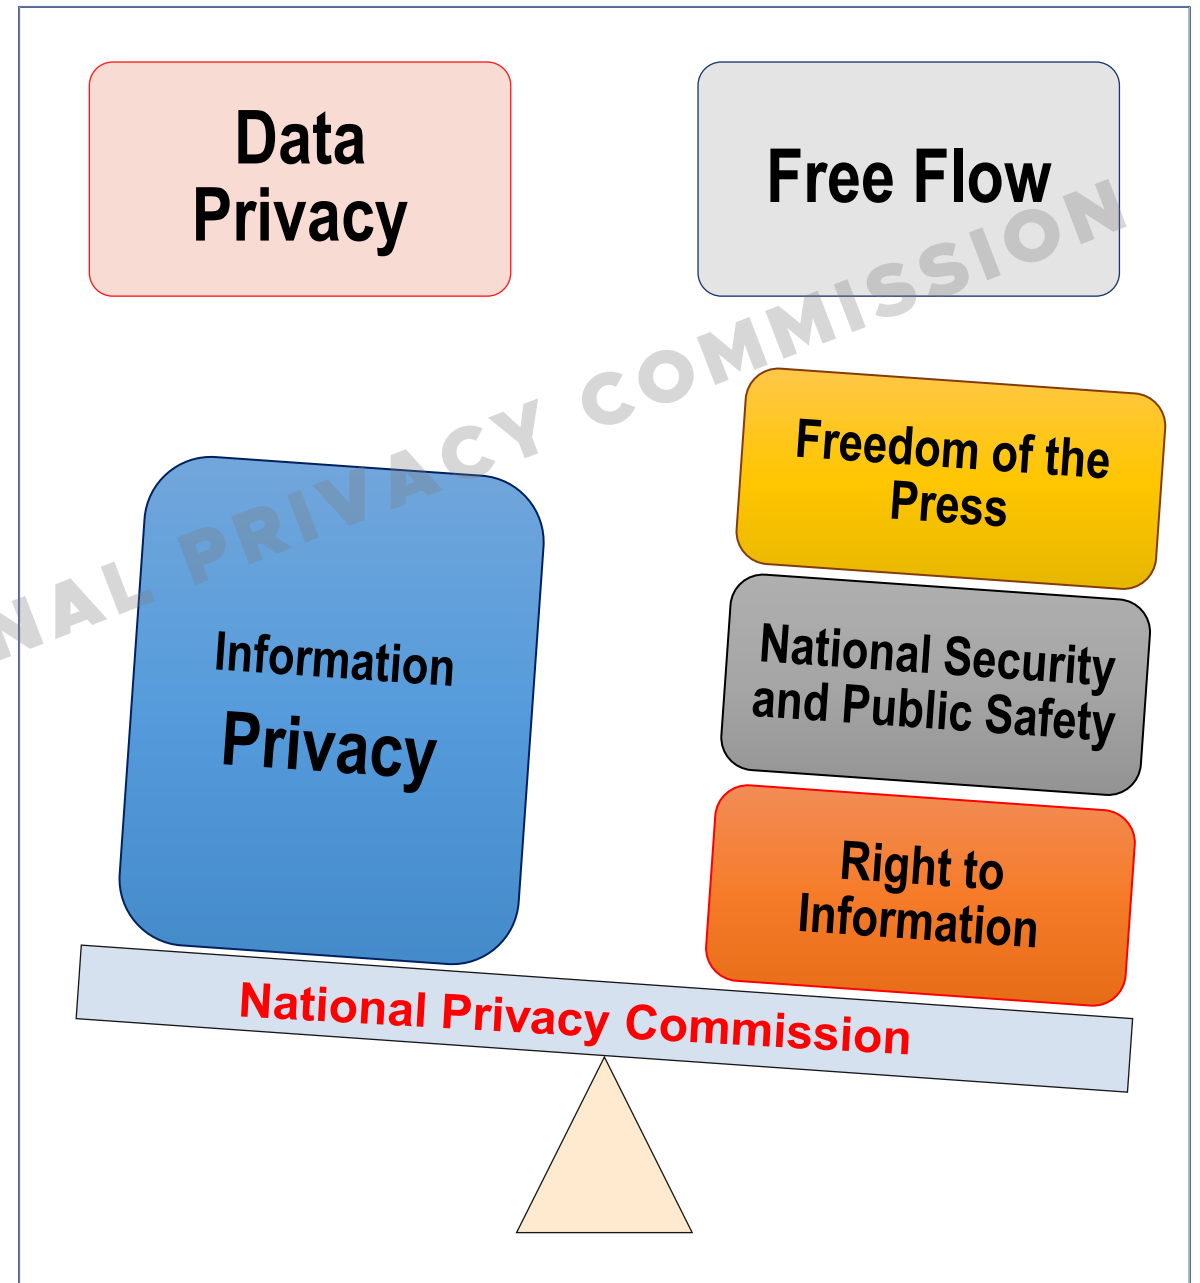 Data
Privacy
Free Flow
Freedom of the
Press
Information
Privacy
National Security
and Public Safety
Right to
Information
National Privacy Commission
NAL PRIVACY COMMISSION